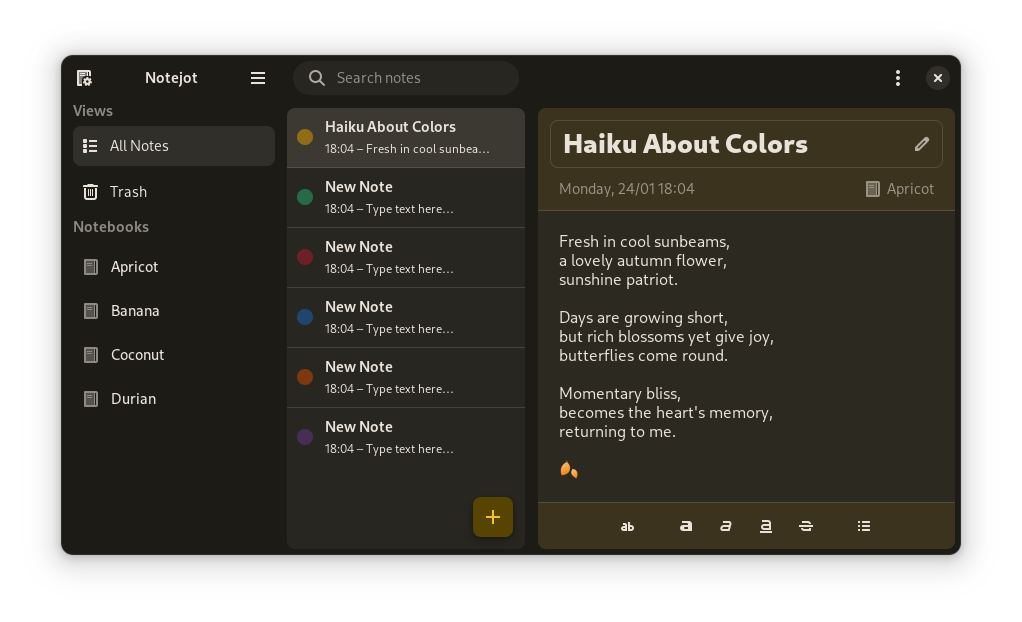 Notejot
Search notes
Views
All Notes
Trash
Notebooks
Apricot
Banana
Coconut
Durian
Haiku About Colors
18:04 – Fresh in cool sunbea…
New Note
18:04 – Type text here…
New Note
18:04 – Type text here…
New Note
18:04 – Type text here…
New Note
18:04 – Type text here…
New Note
18:04 – Type text here…
Haiku About Colors
Monday, 24/01 18:04
Apricot
Fresh in cool sunbeams,
a lovely autumn flower,
sunshine patriot.
Days are growing short,
but rich blossoms yet give joy,
butterflies come round.
Momentary bliss,
becomes the heart's memory,
returning to me.
ab a a a